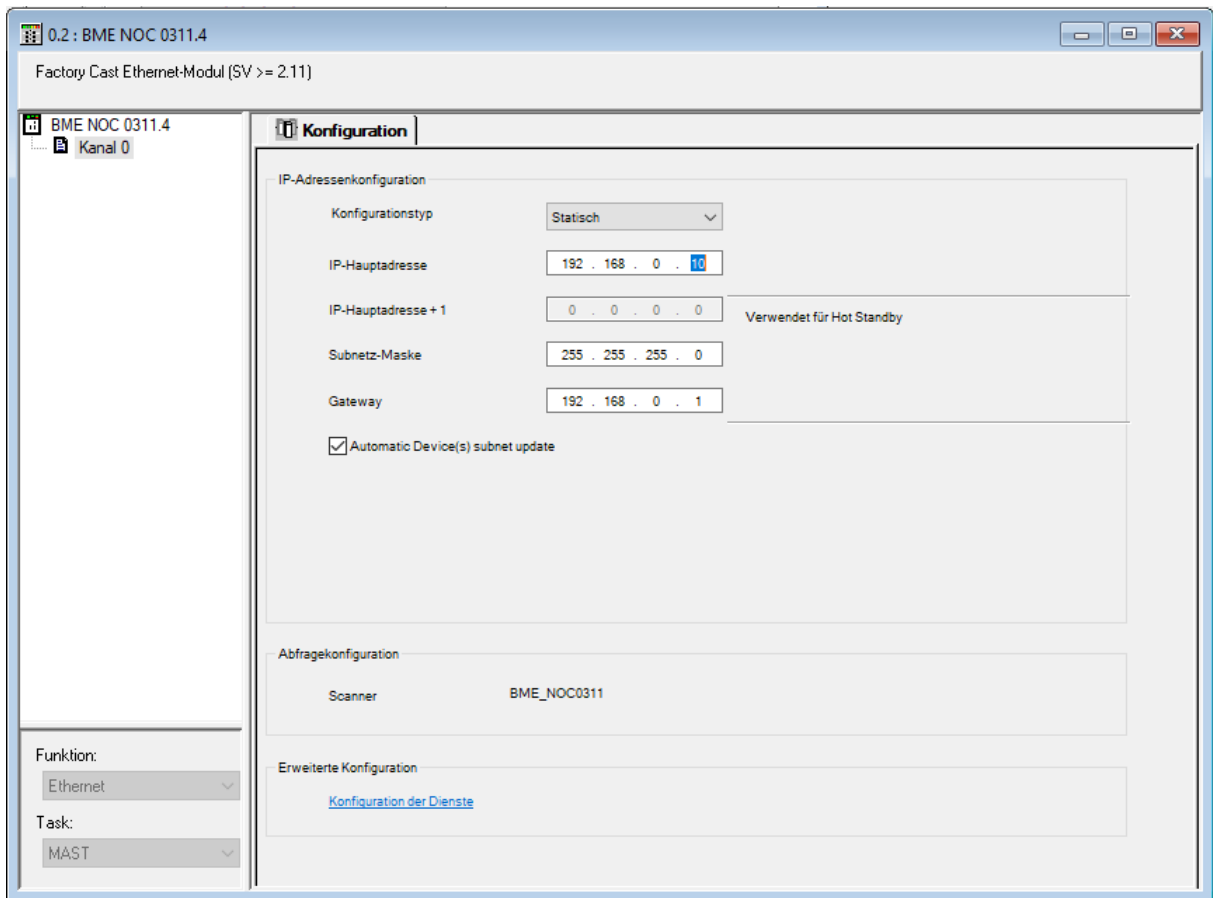 0.2 : BME NOC 0311.4
Factory Cast Ethernet-Modul (SV >= 2.11)
BME NOC 0311.4
Kanal 0
Funktion:
Ethernet
Task:
MAST
Konfiguration
IP-Adressenkonfiguration
Konfigurationstyp Statisch
IP-Hauptadresse 192 . 168 . 0 . 10
IP-Hauptadresse + 1 0 . 0 . 0 . 0 Verwendet für Hot Standby
Subnetz-Maske 255 . 255 . 255 . 0
Gateway 192 . 168 . 0 . 1
Automatic Device(s) subnet update
Abfragekonfiguration
Scanner BME_NOC0311
Erweiterte Konfiguration
Konfiguration der Dienste